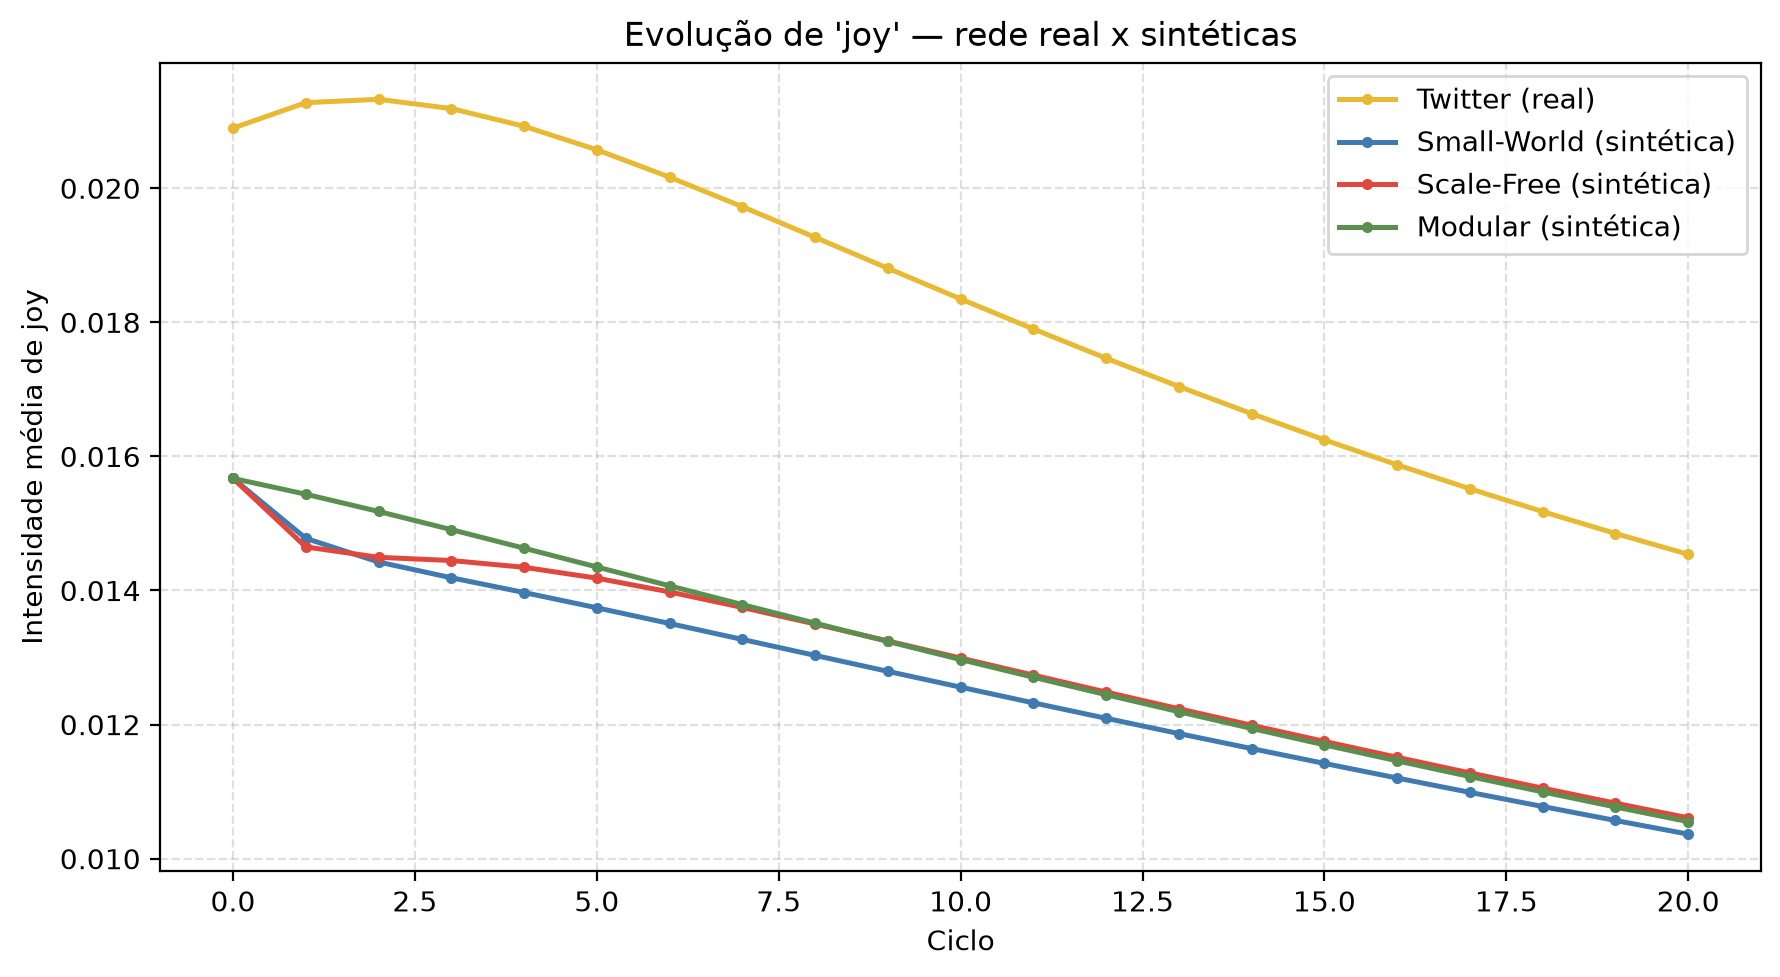 Evolução de 'joy' — rede real x sintéticas
Twitter (real)
Small-World (sintética)
Scale-Free (sintética)
Modular (sintética)
Intensidade média de joy
0.020
0.018
0.016
0.014
0.012
0.010
0.0 2.5 5.0 7.5 10.0 12.5 15.0 17.5 20.0
Ciclo